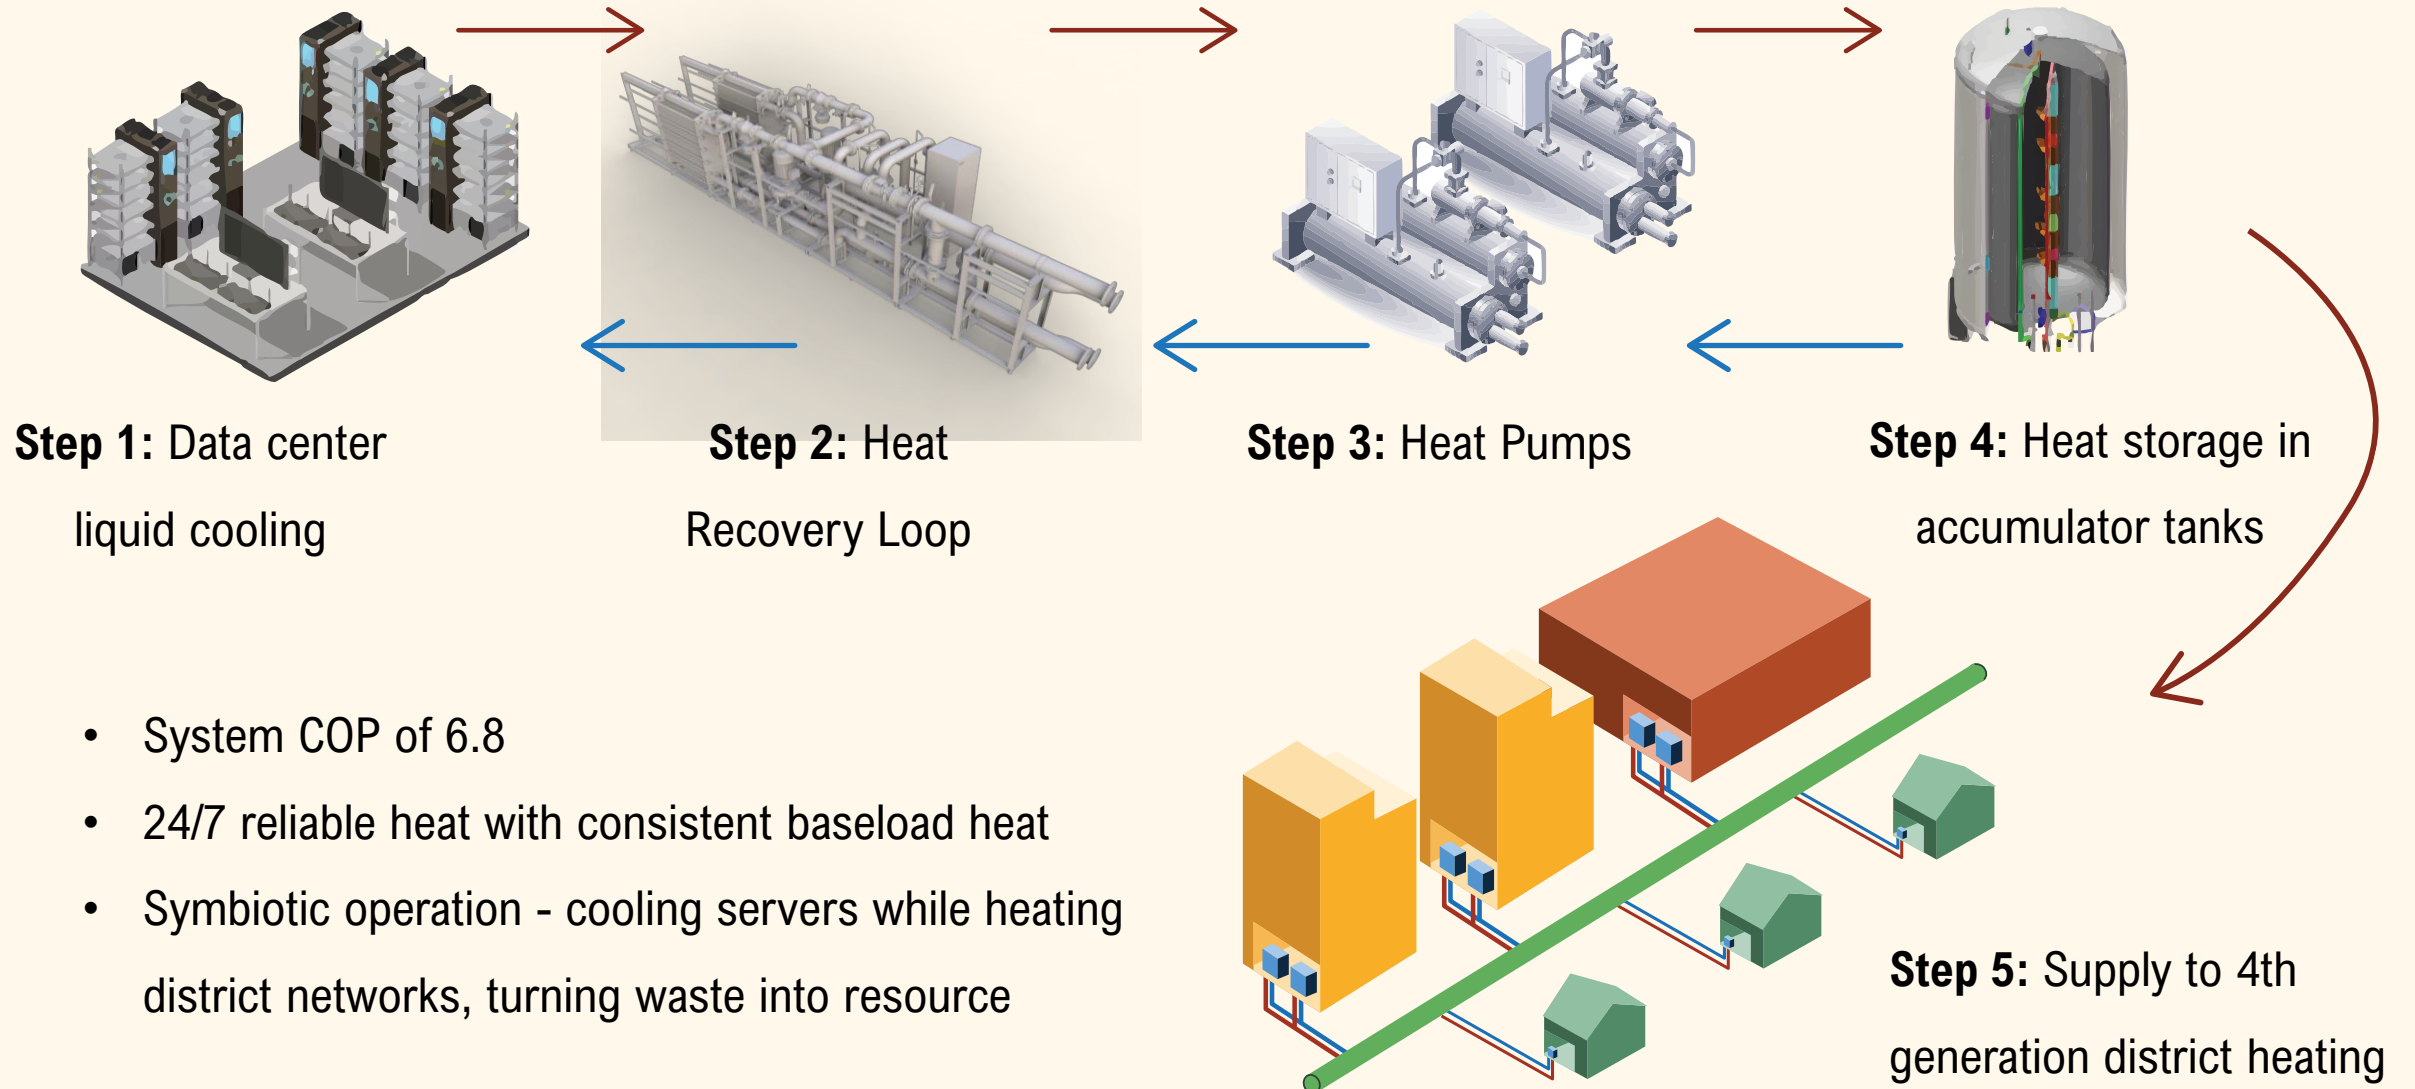 Step 1: Data center
liquid cooling
Step 2: Heat
Recovery Loop
Step 3: Heat Pumps
Step 4: Heat storage in
accumulator tanks
• System COP of 6.8
• 24/7 reliable heat with consistent baseload heat
• Symbiotic operation - cooling servers while heating
district networks, turning waste into resource
Step 5: Supply to 4th
generation district heating